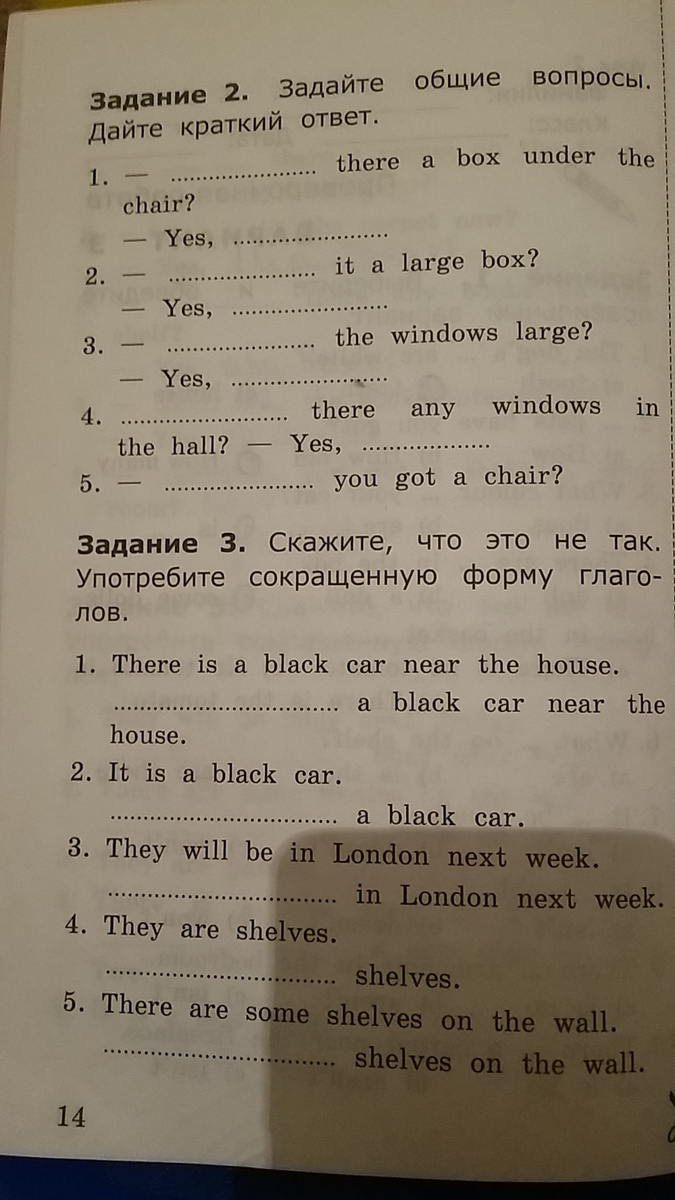 Задание 2. Задайте общие вопросы.
Дайте краткий ответ.
1. — ........................ there a box under the
chair?
— Yes, ..........................
2. — ........................ it a large box?
— Yes, ..........................
3. — ........................ the windows large?
— Yes, ..........................
4. ............................ there any windows in
the hall? — Yes, .....................
5. — ........................ you got a chair?
Задание 3. Скажите, что это не так.
Употребите сокращенную форму глаго-
лов.
1. There is a black car near the house.
...................................... a black car near the
house.
2. It is a black car.
...................................... a black car.
3. They will be in London next week.
...................................... in London next week.
4. They are shelves.
...................................... shelves.
5. There are some shelves on the wall.
...................................... shelves on the wall.
14